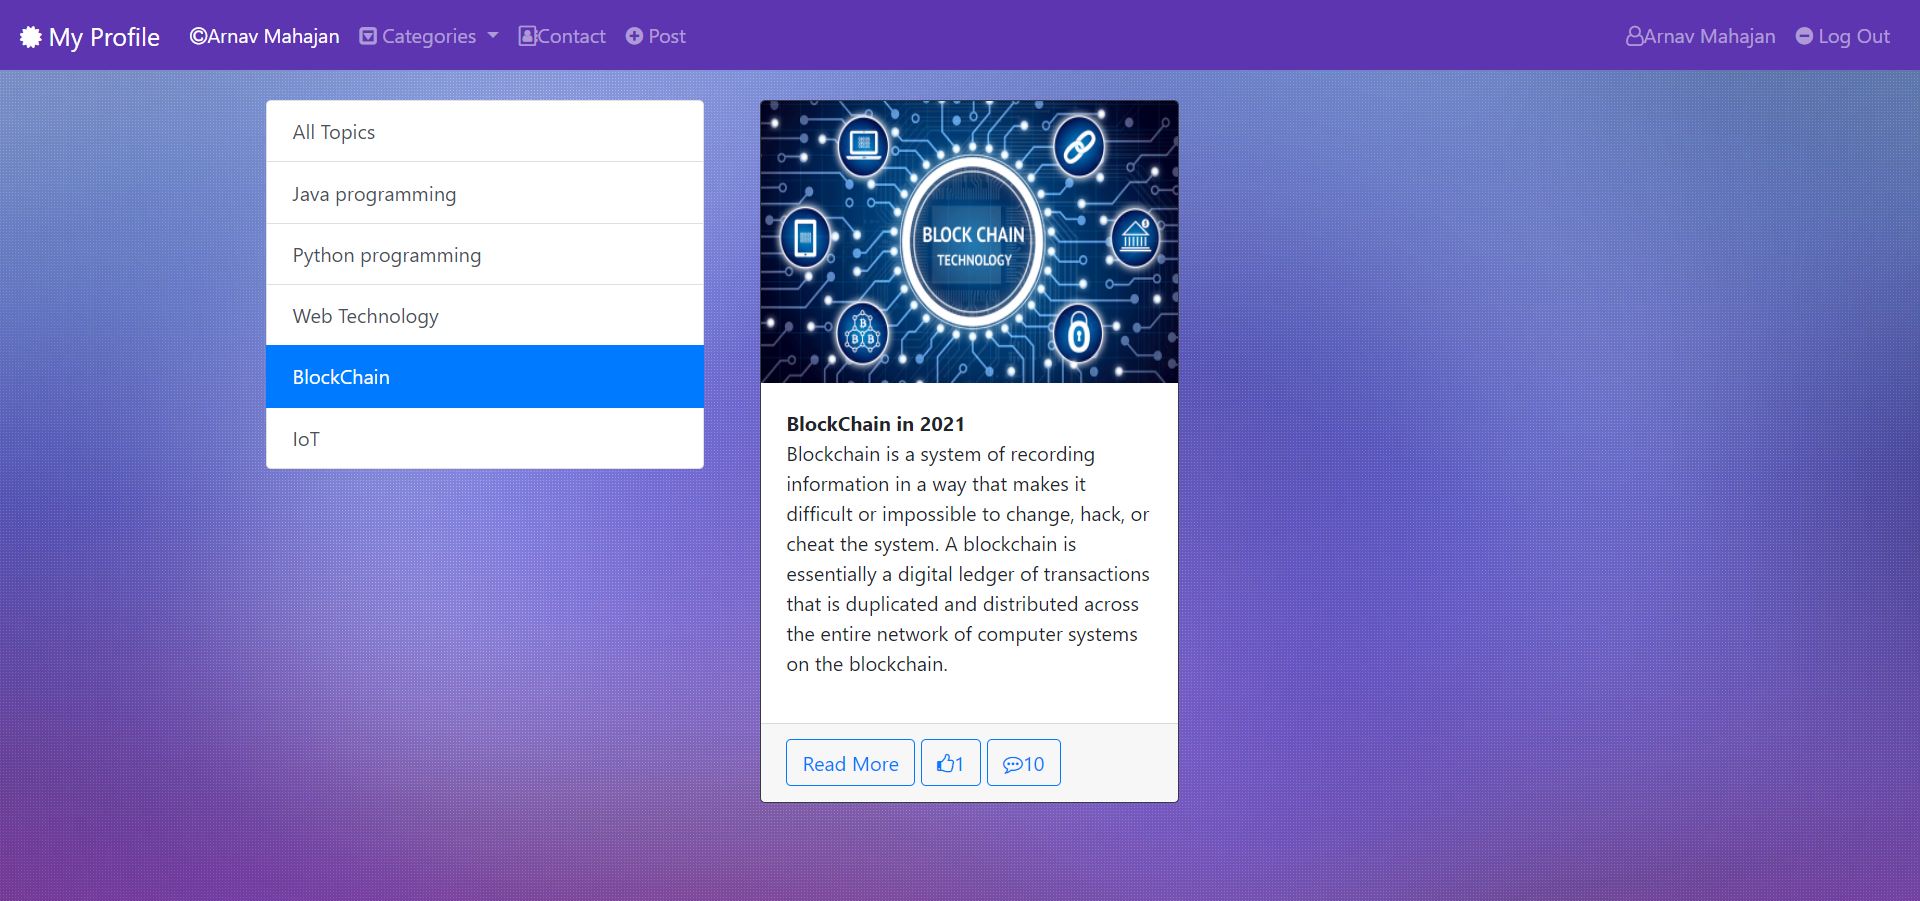 My Profile ©Arnav Mahajan Categories Contact Post Arnav Mahajan Log Out
All Topics
Java programming
Python programming
Web Technology
BlockChain
IoT
BLOCK CHAIN
TECHNOLOGY
BlockChain in 2021
Blockchain is a system of recording
information in a way that makes it
difficult or impossible to change, hack, or
cheat the system. A blockchain is
essentially a digital ledger of transactions
that is duplicated and distributed across
the entire network of computer systems
on the blockchain.
Read More 1 10